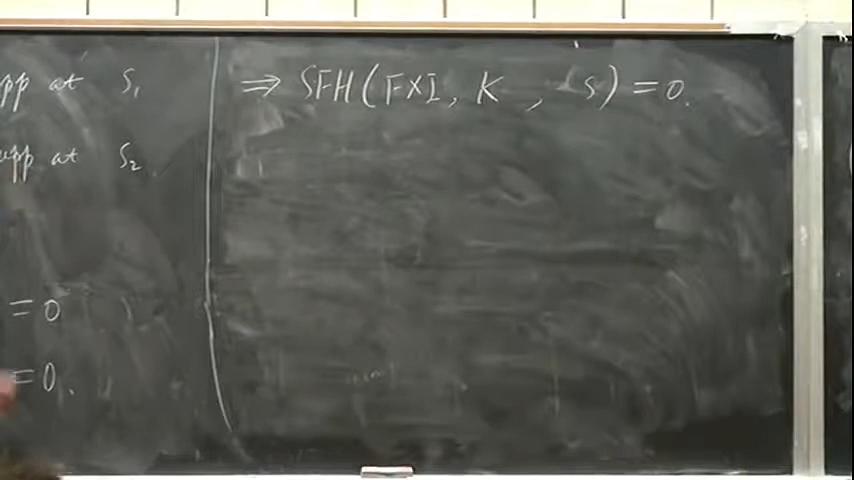 pp at S₁
upp at S₂
= 0
= 0.
⇒ SFH(F×I, K, S) = 0.